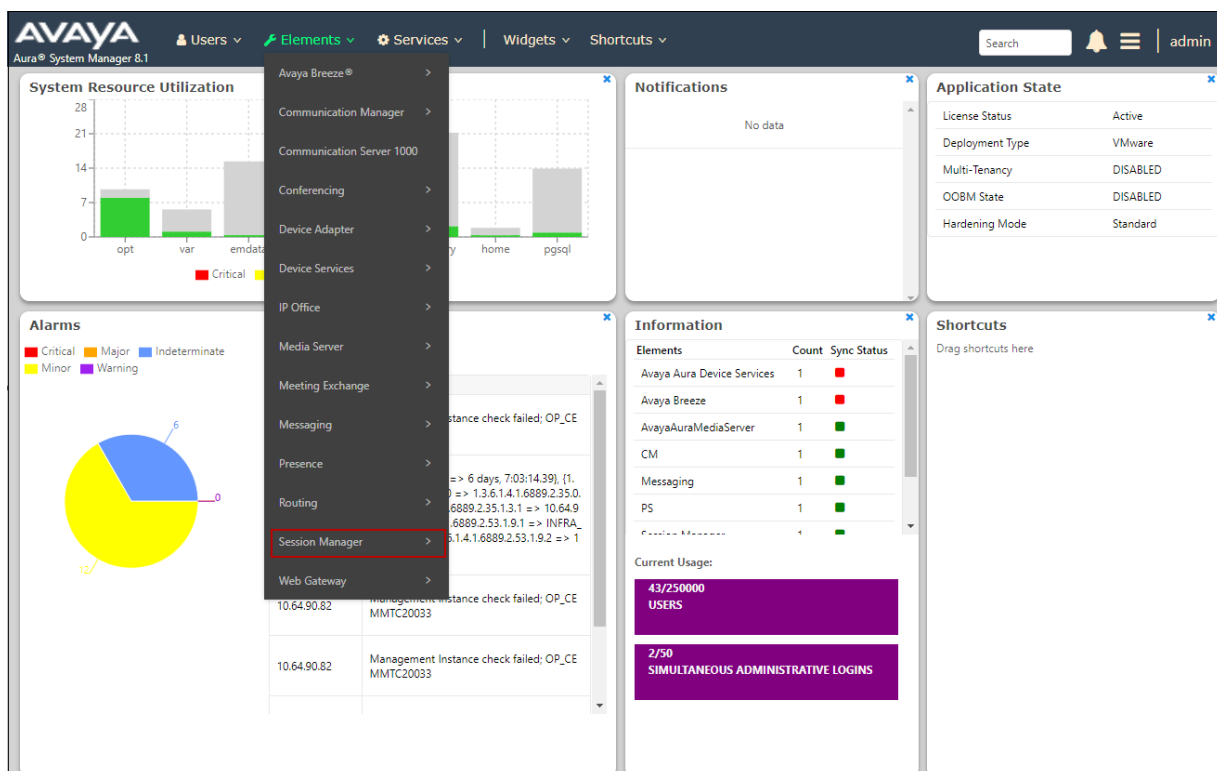 AVAYA
Aura® System Manager 8.1
Users
Elements
Services
Widgets
Shortcuts
Search
admin
Avaya Breeze®
Communication Manager
Communication Server 1000
Conferencing
Device Adapter
Device Services
IP Office
Media Server
Meeting Exchange
Messaging
Presence
Routing
Session Manager
Web Gateway
System Resource Utilization
28
21
14
7
0
opt
var
emdata
home
pgsql
Critical
Notifications
No data
Application State
License Status Active
Deployment Type VMware
Multi-Tenancy DISABLED
OOBM State DISABLED
Hardening Mode Standard
Alarms
Critical Major Indeterminate
Minor Warning
6
0
12
stance check failed; OP_CE
=> 6 days, 7:03:14.39}, {1.
=> 1.3.6.1.4.1.6889.2.35.0.
.6889.2.35.1.3.1 => 10.64.9
.6889.2.53.1.9.1 => INFRA_
.1.4.1.6889.2.53.1.9.2 => 1
10.64.90.82
Management Instance check failed; OP_CE
MMTC20033
10.64.90.82
Management Instance check failed; OP_CE
MMTC20033
Information
Elements Count Sync Status
Avaya Aura Device Services 1
Avaya Breeze 1
AvayaAuraMediaServer 1
CM 1
Messaging 1
PS 1
Session Manager 1
Current Usage:
43/250000
USERS
2/50
SIMULTANEOUS ADMINISTRATIVE LOGINS
Shortcuts
Drag shortcuts here